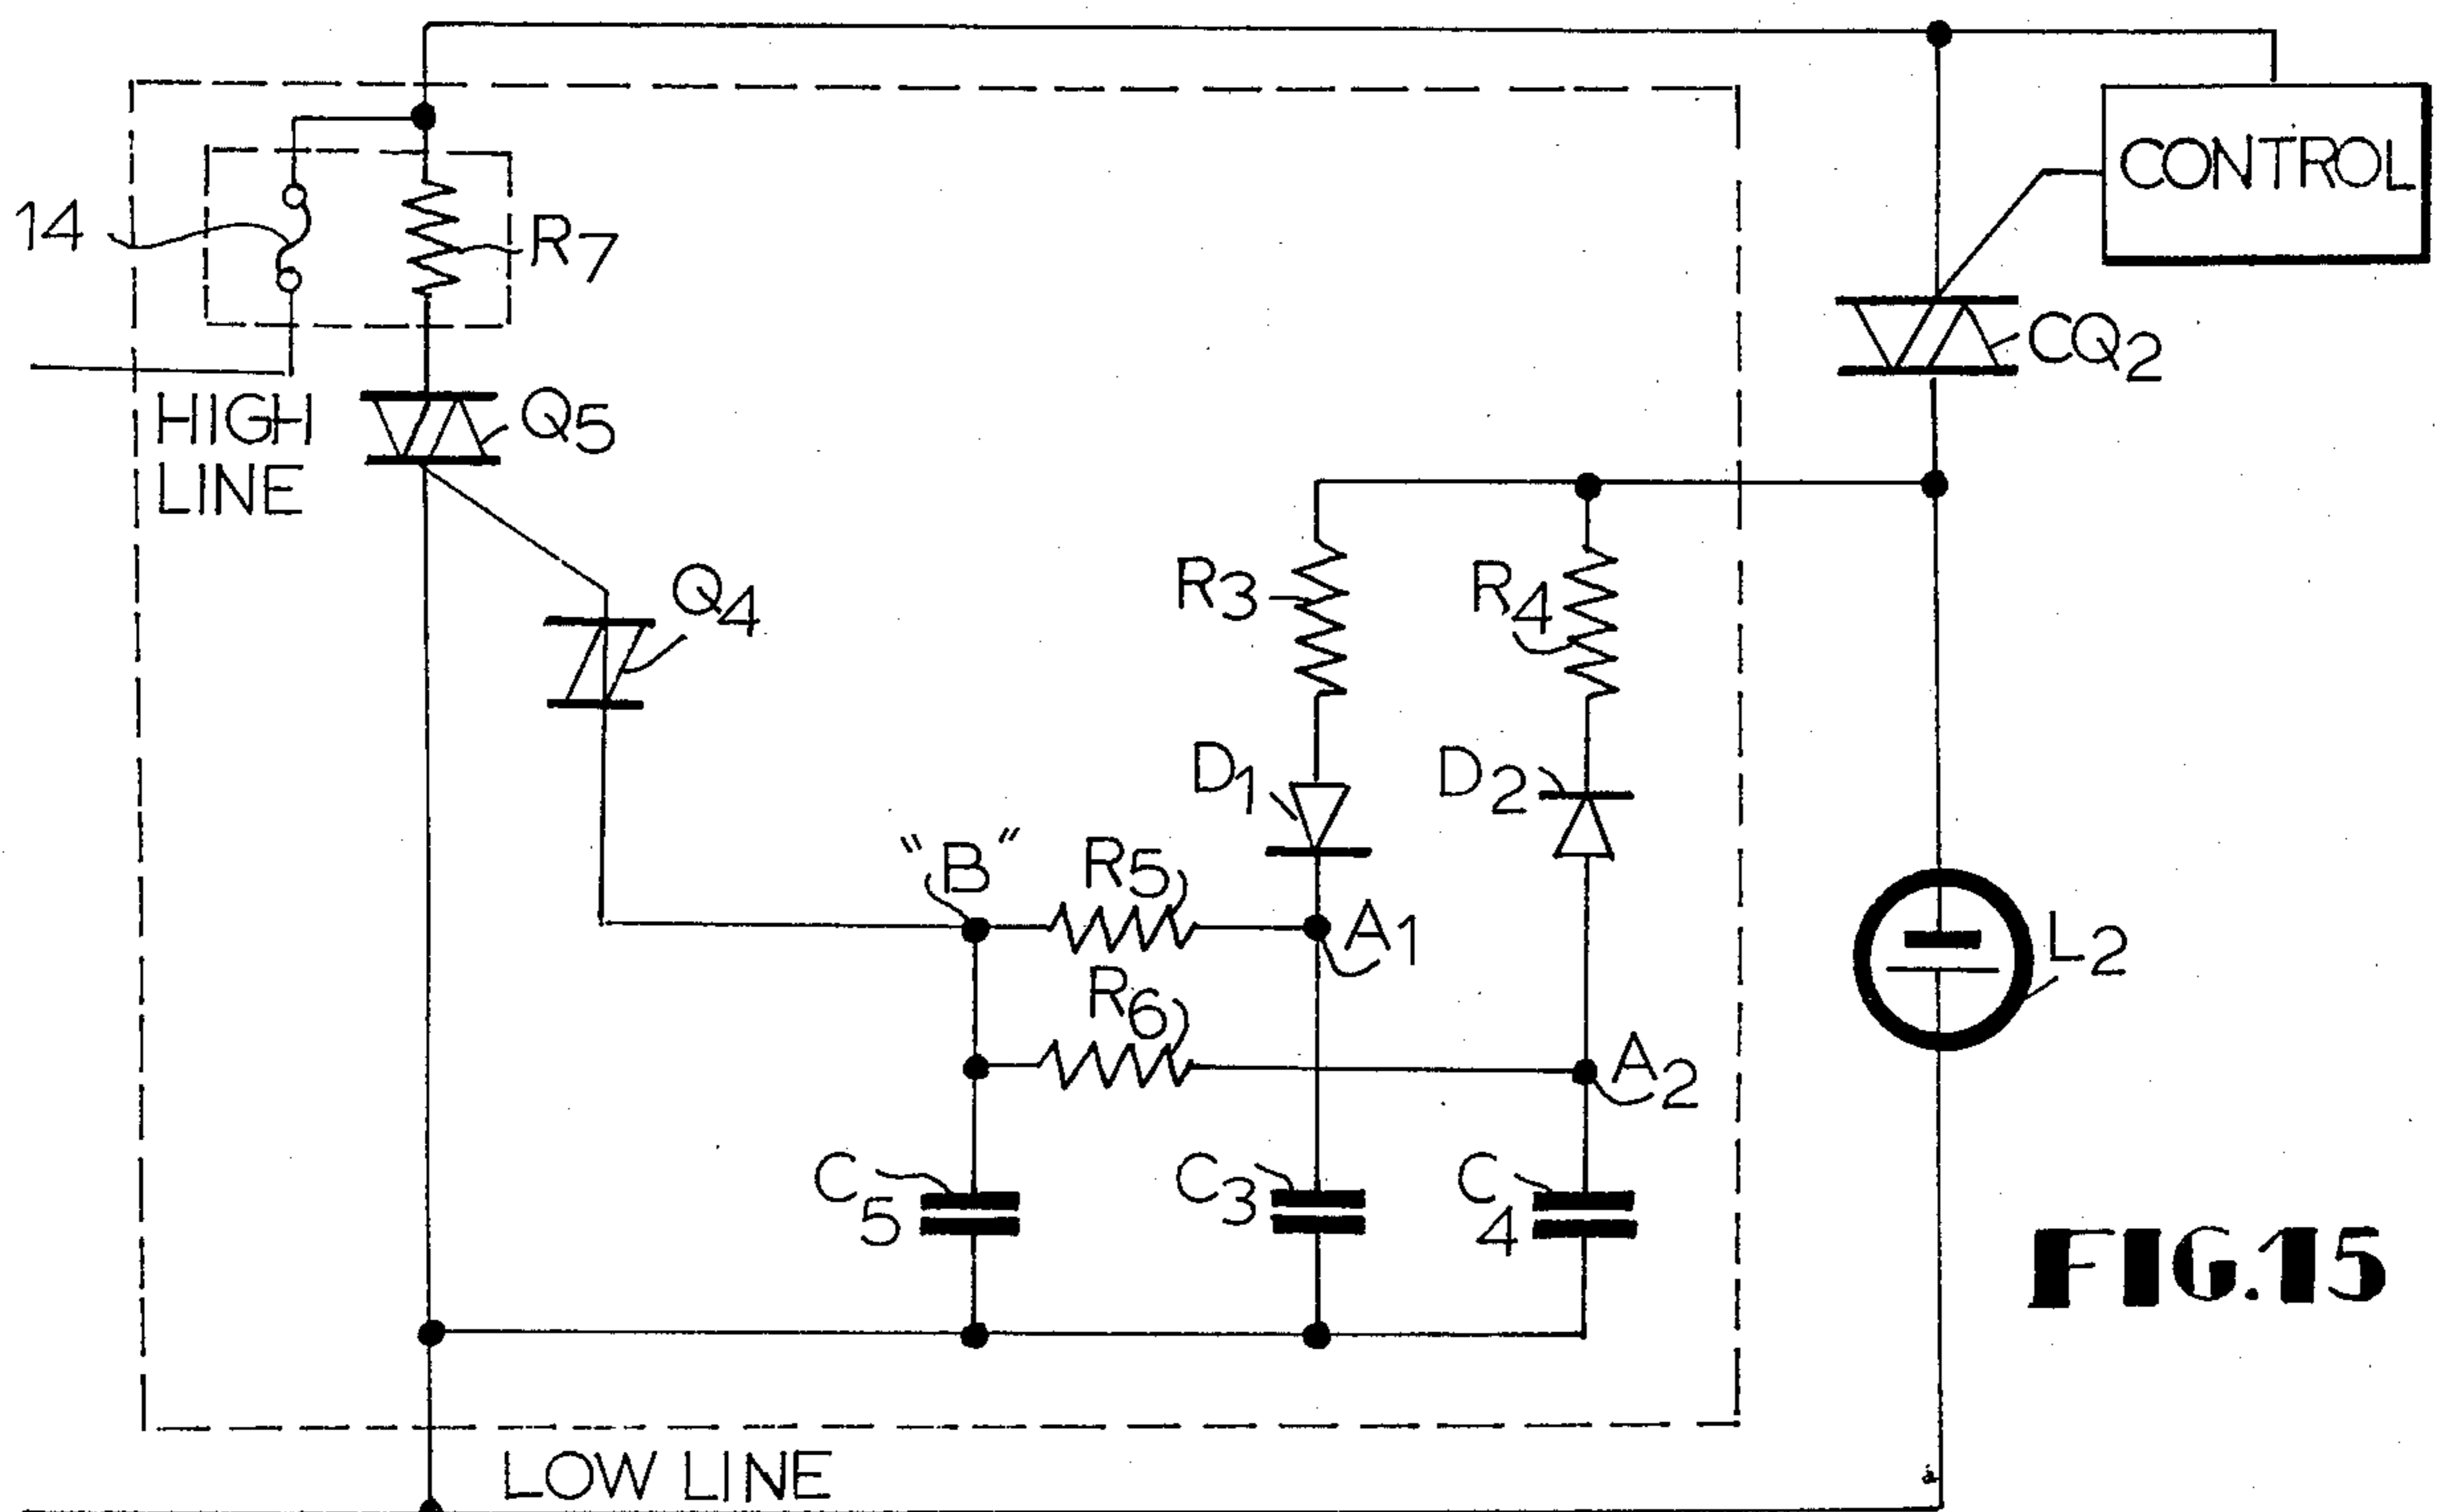 CONTROL
14
R7
CQ2
HIGH
LINE
Q5
Q4
R3
R4
D1
D2
"B"
R5
A1
L2
R6
A2
C5
C3
C4
FIG.15
LOW LINE